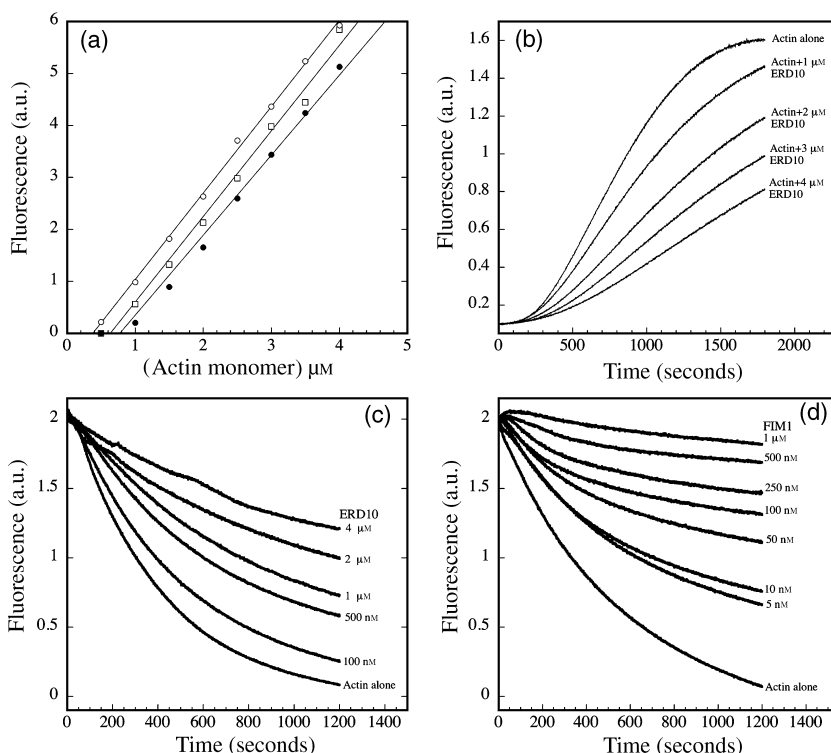 (a)
Fluorescence (a.u.)
6
5
4
3
2
1
0
0 1 2 3 4 5
(Actin monomer) μM
(b)
Fluorescence (a.u.)
1.6
1.4
1.2
1
0.8
0.6
0.4
0.2
Actin alone
Actin+1 μM
ERD10
Actin+2 μM
ERD10
Actin+3 μM
ERD10
Actin+4 μM
ERD10
0 500 1000 1500 2000
Time (seconds)
(c)
Fluorescence (a.u.)
2
1.5
1
0.5
0
ERD10
4 μM
2 μM
1 μM
500 nM
100 nM
Actin alone
0 200 400 600 800 1000 1200 1400
Time (seconds)
(d)
Fluorescence (a.u.)
2
1.5
1
0.5
0
FIM1
1 μM
500 nM
250 nM
100 nM
50 nM
10 nM
5 nM
Actin alone
0 200 400 600 800 1000 1200 1400
Time (seconds)